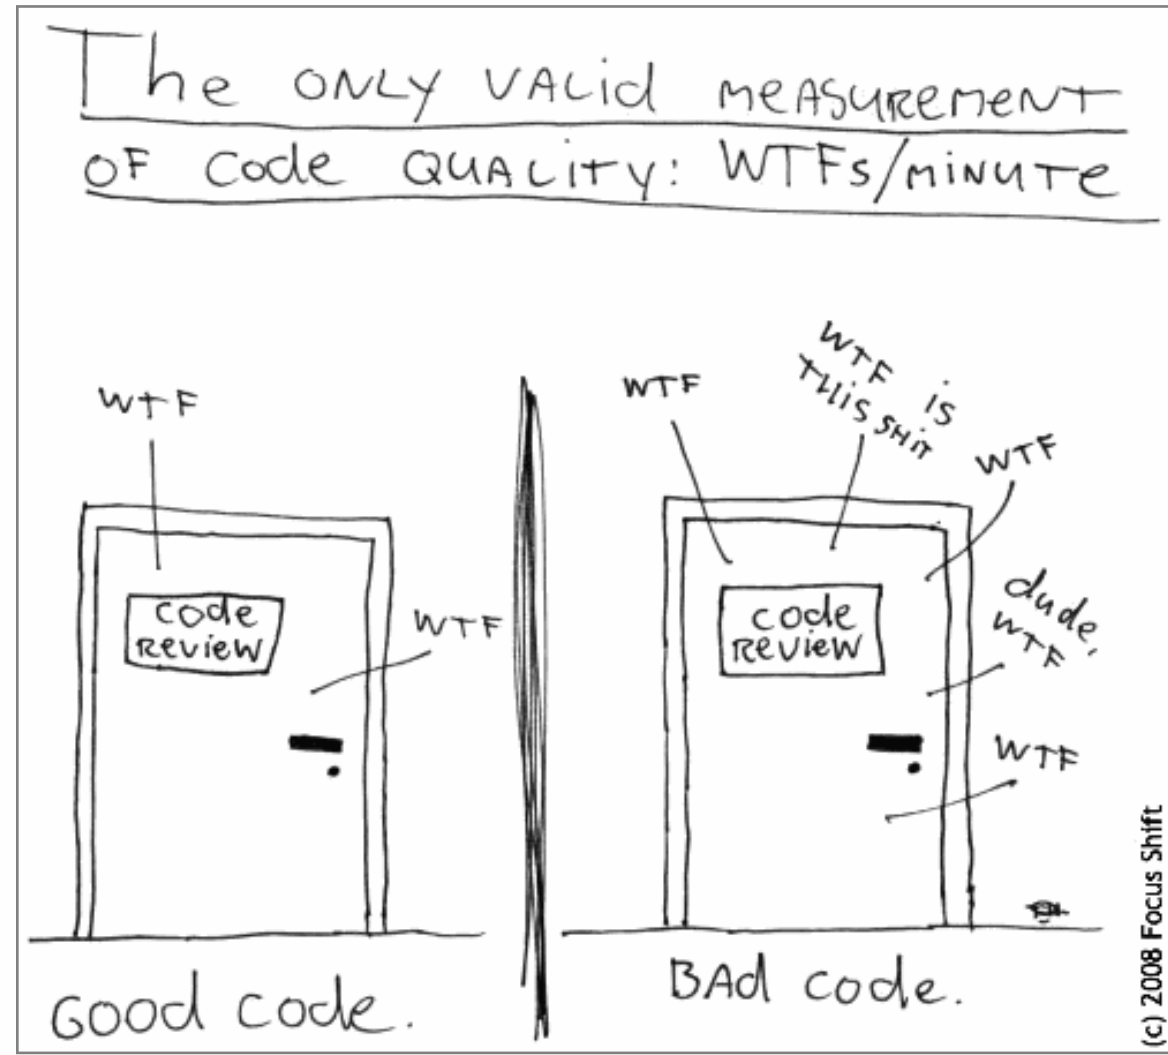 The ONLY VALid MEASUREMENT
OF Code QUALITY: WTFs/MINUTE
WTF
code
REVIEW
WTF
GOOD code.
WTF
WTF is
THIS SHIT
WTF
code
REVIEW
dude,
WTF
WTF
BAd code.
(c) 2008 Focus Shift